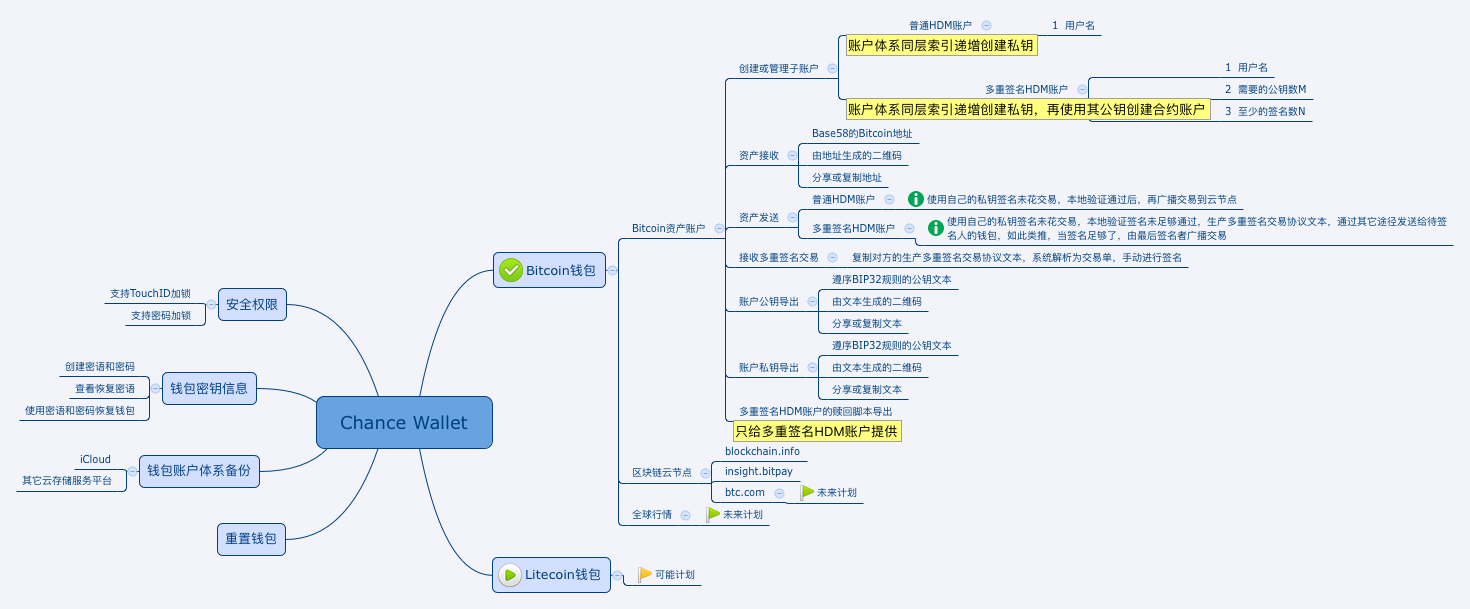 Chance Wallet
Bitcoin钱包
Bitcoin资产账户
创建或管理子账户
普通HDM账户
1 用户名
账户体系同层索引递增创建私钥
多重签名HDM账户
1 用户名
2 需要的公钥数M
3 至少的签名数N
账户体系同层索引递增创建私钥，再使用其公钥创建合约账户
资产接收
Base58的Bitcoin地址
由地址生成的二维码
分享或复制地址
资产发送
普通HDM账户
使用自己的私钥签名未花交易，本地验证通过后，再广播交易到云节点
多重签名HDM账户
使用自己的私钥签名未花交易，本地验证签名未足够通过，生产多重签名交易协议文本，通过其它途径发送给待签
名人的钱包，如此类推，当签名足够了，由最后签名者广播交易
接收多重签名交易
复制对方的生产多重签名交易协议文本，系统解析为交易单，手动进行签名
账户公钥导出
遵序BIP32规则的公钥文本
由文本生成的二维码
分享或复制文本
账户私钥导出
遵序BIP32规则的公钥文本
由文本生成的二维码
分享或复制文本
多重签名HDM账户的赎回脚本导出
只给多重签名HDM账户提供
区块链云节点
blockchain.info
insight.bitpay
btc.com
未来计划
全球行情
未来计划
Litecoin钱包
可能计划
安全权限
支持TouchID加锁
支持密码加锁
钱包密钥信息
创建密语和密码
查看恢复密语
使用密语和密码恢复钱包
钱包账户体系备份
iCloud
其它云存储服务平台
重置钱包